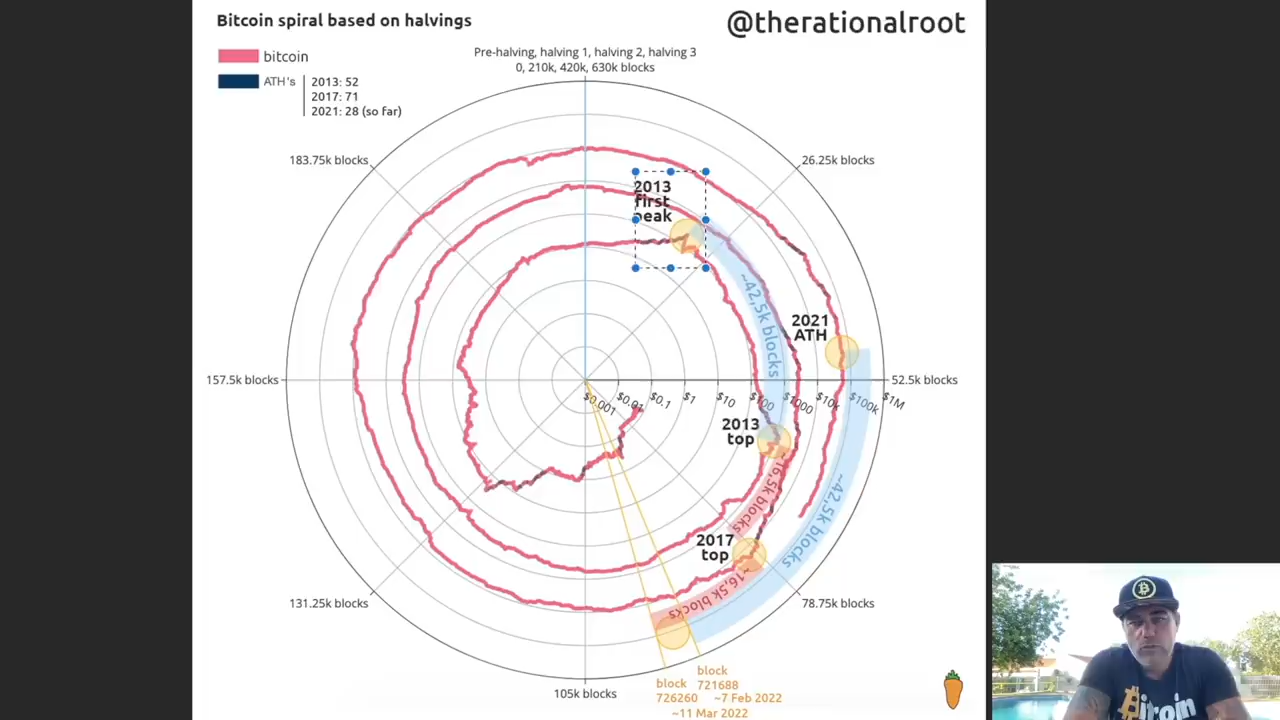 Bitcoin spiral based on halvings
@therationalroot
bitcoin
ATH's
2013: 52
2017: 71
2021: 28 (so far)
Pre-halving, halving 1, halving 2, halving 3
0, 210k, 420k, 630k blocks
183.75k blocks
26.25k blocks
2013
first
peak
~42,5k blocks
2021
ATH
157.5k blocks
52.5k blocks
$0.001
$0.01
$0.1
$1
$10
$100
$1000
$10k
$100k
$1M
2013
top
~16,5k blocks
~42,5k blocks
2017
top
~16,5k blocks
131.25k blocks
78.75k blocks
105k blocks
block
721688
~7 Feb 2022
block
726260
~11 Mar 2022
Bitcoin